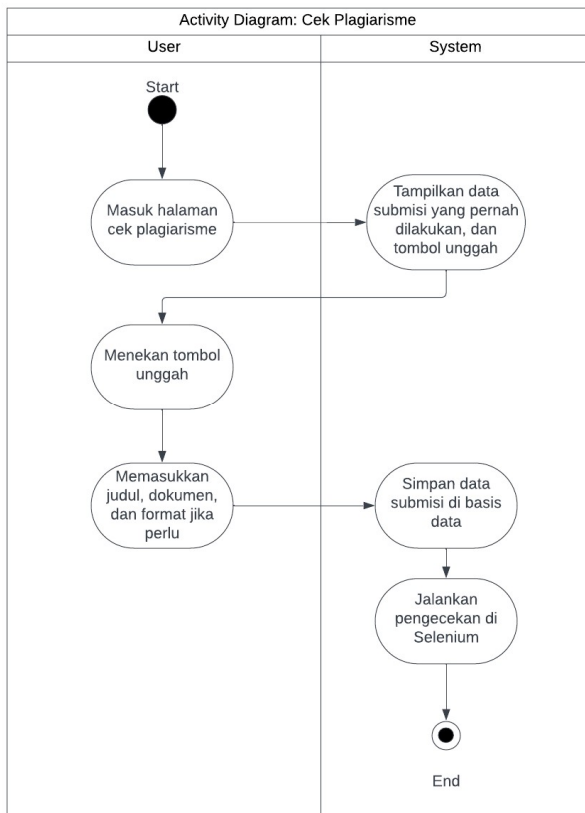 Activity Diagram: Cek Plagiarisme
User
System
Start
Masuk halaman
cek plagiarisme
Tampilkan data
submisi yang pernah
dilakukan, dan
tombol unggah
Menekan tombol
unggah
Memasukkan
judul, dokumen,
dan format jika
perlu
Simpan data
submisi di basis
data
Jalankan
pengecekan di
Selenium
End